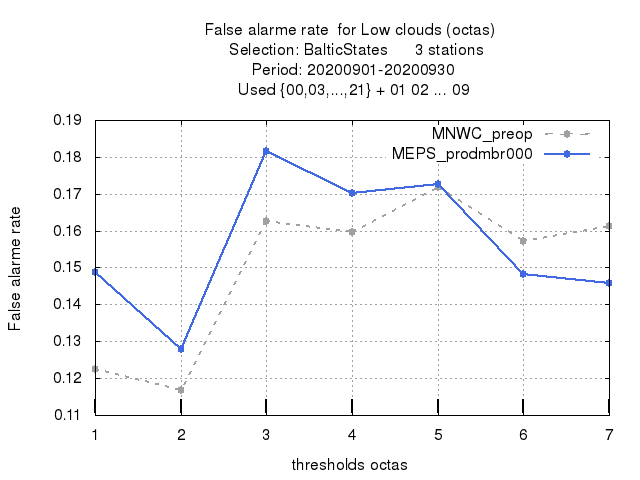 False alarme rate  for Low clouds (octas)
Selection: BalticStates      3 stations
Period: 20200901-20200930
Used {00,03,...,21} + 01 02 ... 09
MNWC_preop
MEPS_prodmbr000
0.19
0.18
0.17
0.16
0.15
0.14
0.13
0.12
0.11
False alarme rate
1 2 3 4 5 6 7
thresholds octas